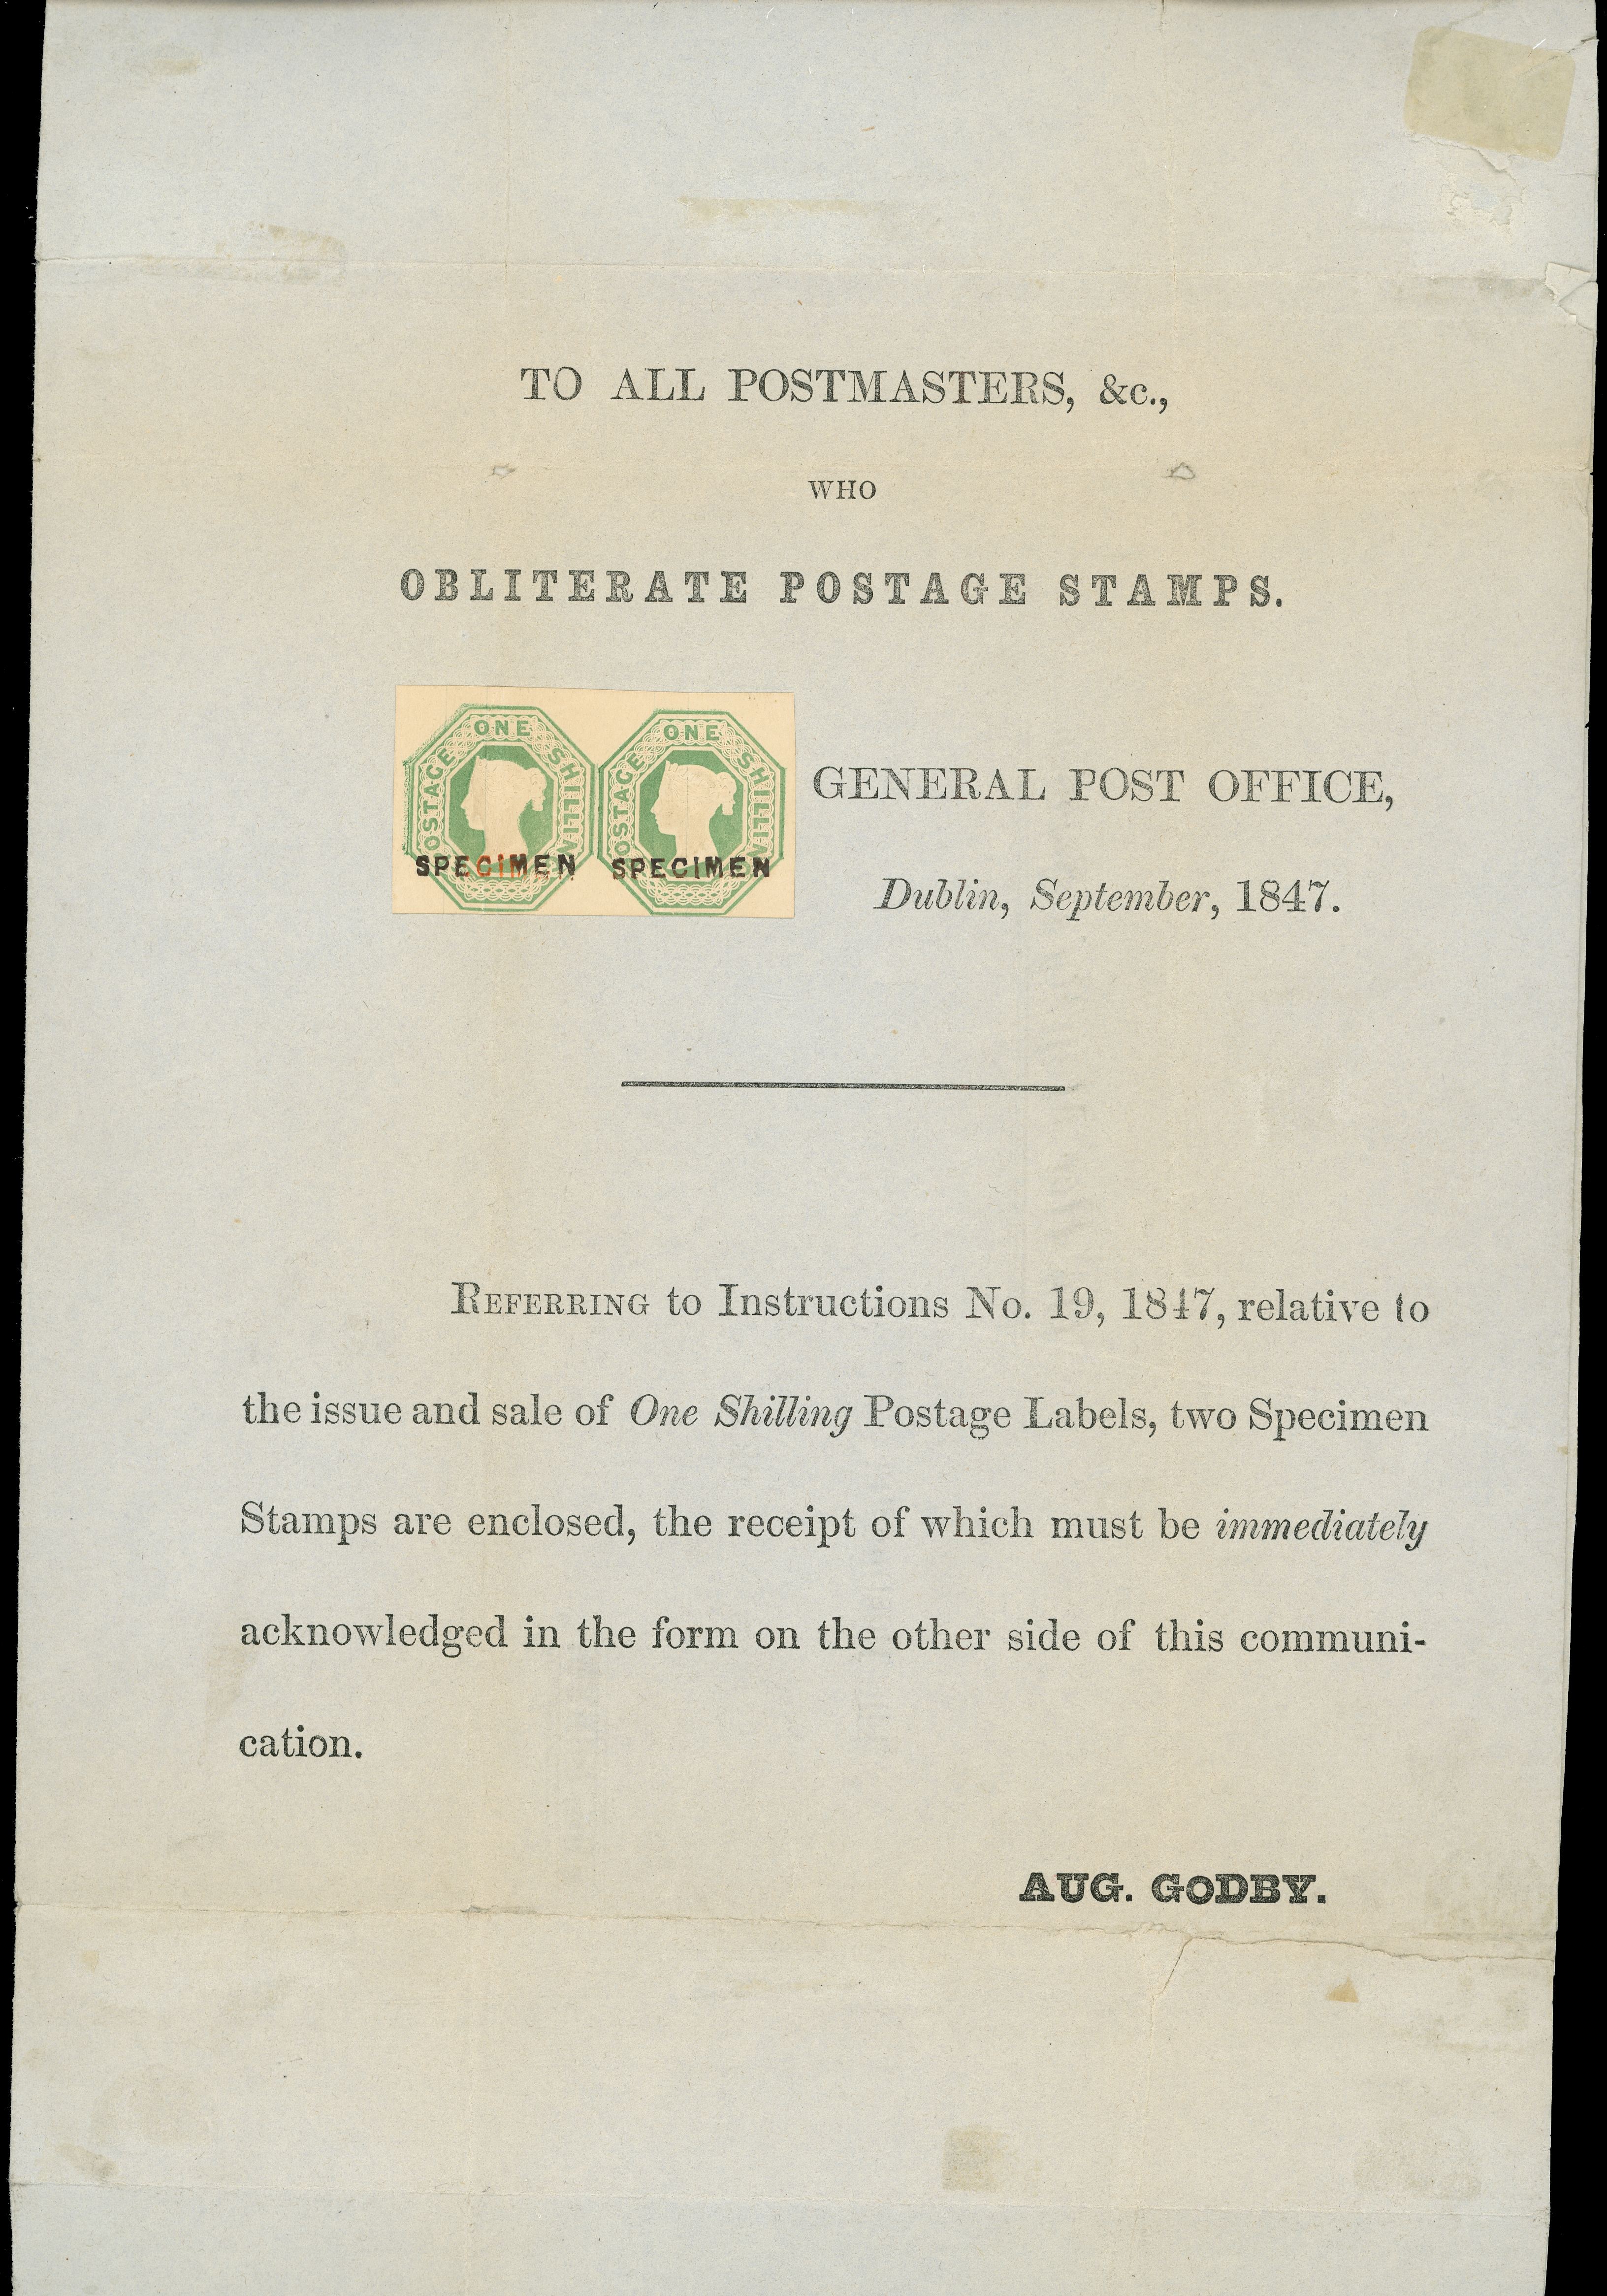 TO ALL POSTMASTERS, &c.,
WHO
OBLITERATE POSTAGE STAMPS.
POSTAGE ONE SHILLIN
SPECIMEN
POSTAGE ONE SHILLIN
SPECIMEN
GENERAL POST OFFICE,
Dublin, September, 1847.
REFERRING to Instructions No. 19, 1847, relative to
the issue and sale of One Shilling Postage Labels, two Specimen
Stamps are enclosed, the receipt of which must be immediately
acknowledged in the form on the other side of this communi-
cation.
AUG. GODBY.